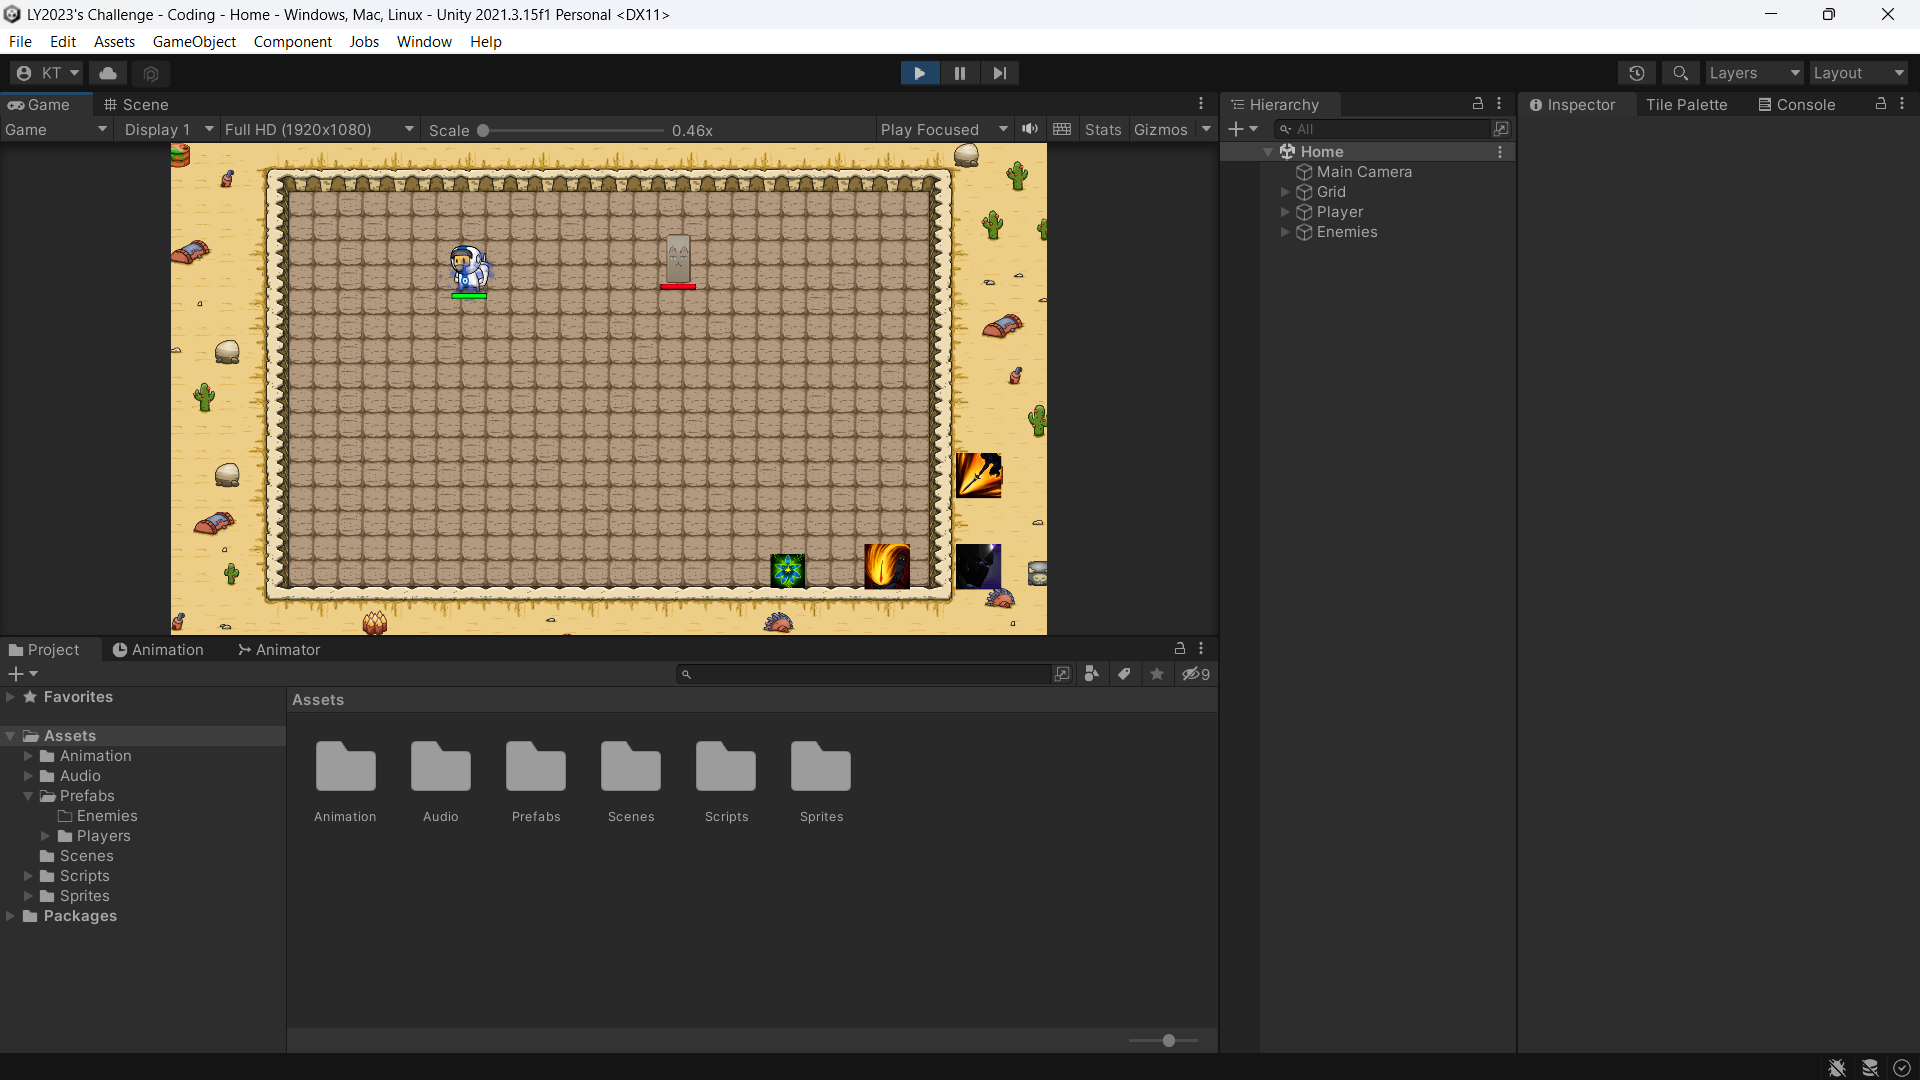 LY2023's Challenge - Coding - Home - Windows, Mac, Linux - Unity 2021.3.15f1 Personal <DX11>
File Edit Assets GameObject Component Jobs Window Help
KT Layers Layout
Game Scene Hierarchy Inspector Tile Palette Console
Game Display 1 Full HD (1920x1080) Scale 0.46x Play Focused Stats Gizmos All
Home
Main Camera
Grid
Player
Enemies
Project Animation Animator
9
Favorites
Assets
Assets
Animation
Audio
Prefabs
Enemies
Players
Scenes
Scripts
Sprites
Packages
Animation Audio Prefabs Scenes Scripts Sprites